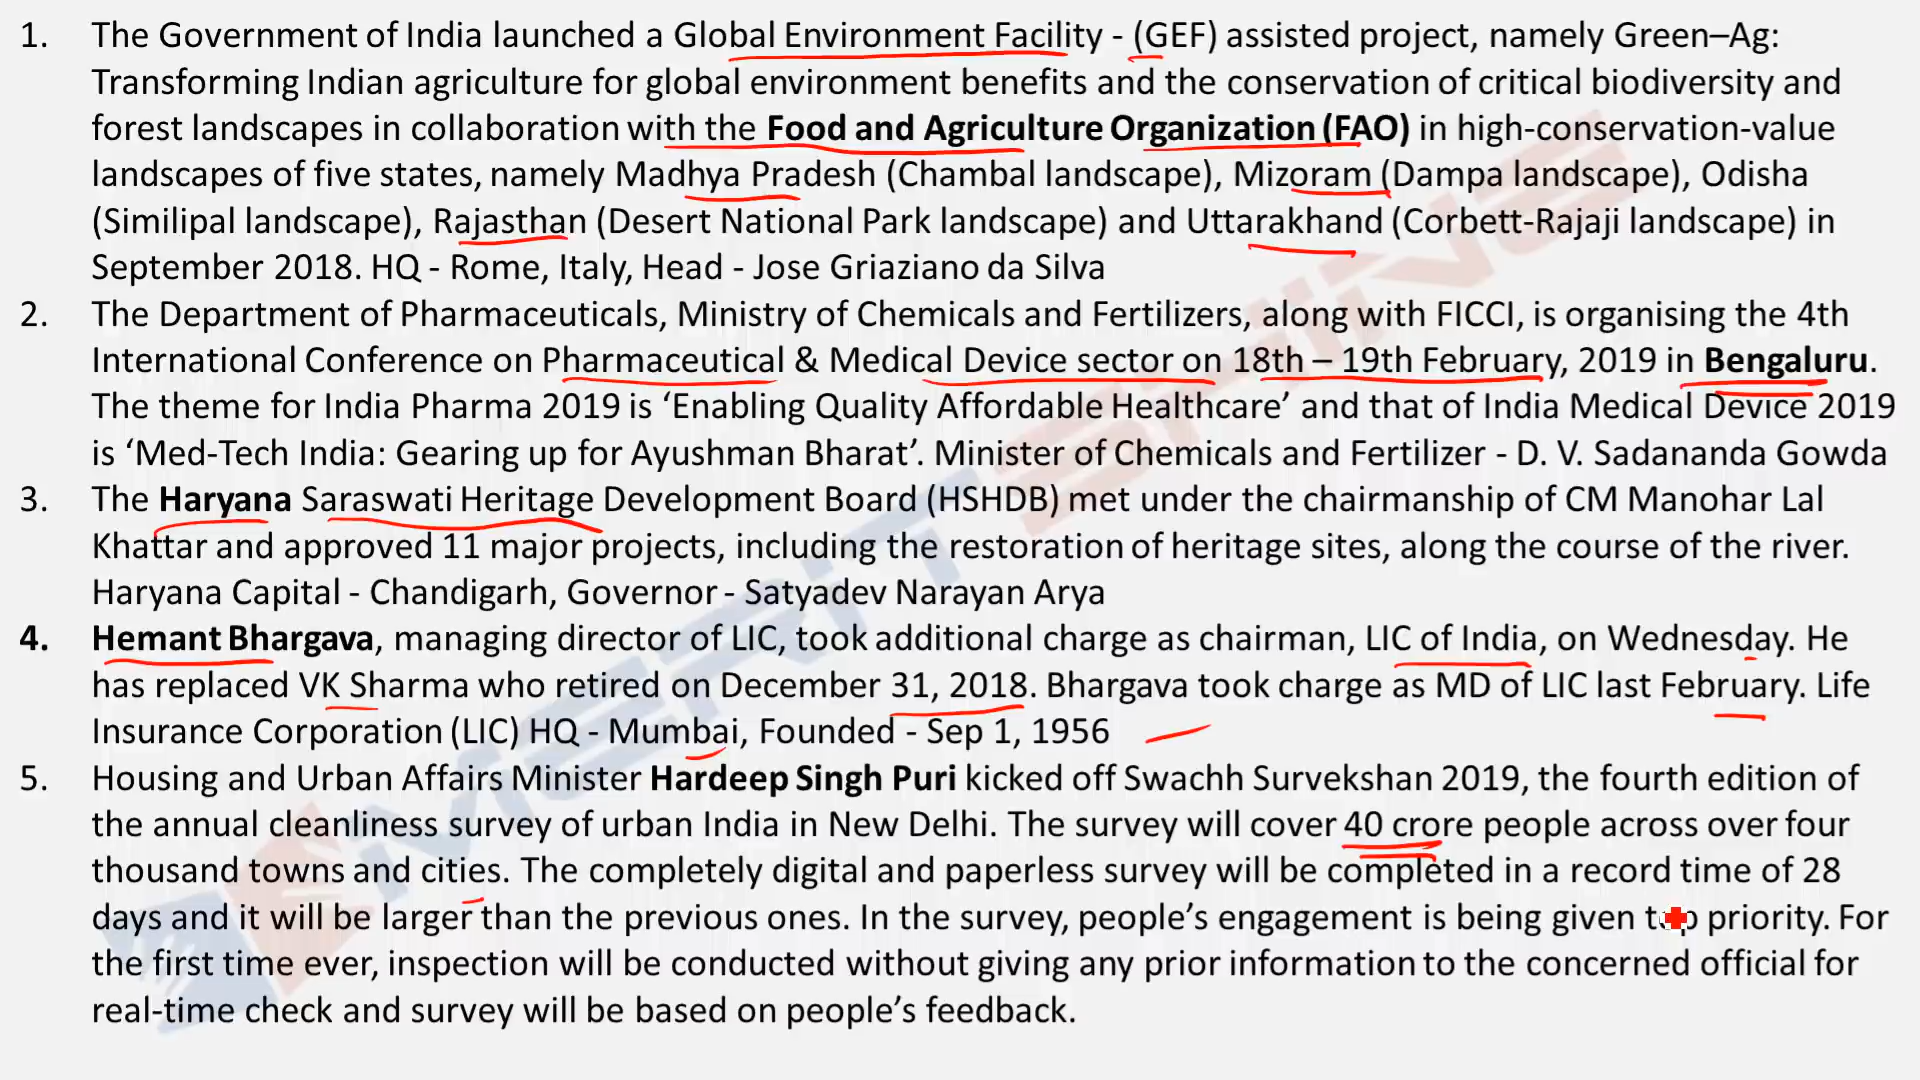 1. The Government of India launched a Global Environment Facility - (GEF) assisted project, namely Green–Ag:
Transforming Indian agriculture for global environment benefits and the conservation of critical biodiversity and
forest landscapes in collaboration with the Food and Agriculture Organization (FAO) in high-conservation-value
landscapes of five states, namely Madhya Pradesh (Chambal landscape), Mizoram (Dampa landscape), Odisha
(Similipal landscape), Rajasthan (Desert National Park landscape) and Uttarakhand (Corbett-Rajaji landscape) in
September 2018. HQ - Rome, Italy, Head - Jose Griaziano da Silva
2. The Department of Pharmaceuticals, Ministry of Chemicals and Fertilizers, along with FICCI, is organising the 4th
International Conference on Pharmaceutical & Medical Device sector on 18th – 19th February, 2019 in Bengaluru.
The theme for India Pharma 2019 is ‘Enabling Quality Affordable Healthcare’ and that of India Medical Device 2019
is ‘Med-Tech India: Gearing up for Ayushman Bharat’. Minister of Chemicals and Fertilizer - D. V. Sadananda Gowda
3. The Haryana Saraswati Heritage Development Board (HSHDB) met under the chairmanship of CM Manohar Lal
Khattar and approved 11 major projects, including the restoration of heritage sites, along the course of the river.
Haryana Capital - Chandigarh, Governor - Satyadev Narayan Arya
4. Hemant Bhargava, managing director of LIC, took additional charge as chairman, LIC of India, on Wednesday. He
has replaced VK Sharma who retired on December 31, 2018. Bhargava took charge as MD of LIC last February. Life
Insurance Corporation (LIC) HQ - Mumbai, Founded - Sep 1, 1956
5. Housing and Urban Affairs Minister Hardeep Singh Puri kicked off Swachh Survekshan 2019, the fourth edition of
the annual cleanliness survey of urban India in New Delhi. The survey will cover 40 crore people across over four
thousand towns and cities. The completely digital and paperless survey will be completed in a record time of 28
days and it will be larger than the previous ones. In the survey, people’s engagement is being given top priority. For
the first time ever, inspection will be conducted without giving any prior information to the concerned official for
real-time check and survey will be based on people’s feedback.
MERIT SHINE